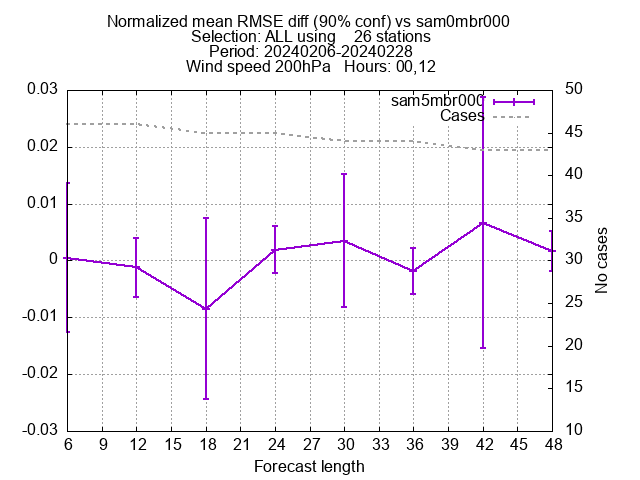 Normalized mean RMSE diff (90% conf) vs sam0mbr000
Selection: ALL using    26 stations
Period: 20240206-20240228
Wind speed 200hPa   Hours: 00,12
sam5mbr000
Cases
0.03
0.02
0.01
0
-0.01
-0.02
-0.03
50
45
40
35
30
25
20
15
10
No cases
6 12 15 18 21 24 27 30 33 36 39 42 45 48
Forecast length